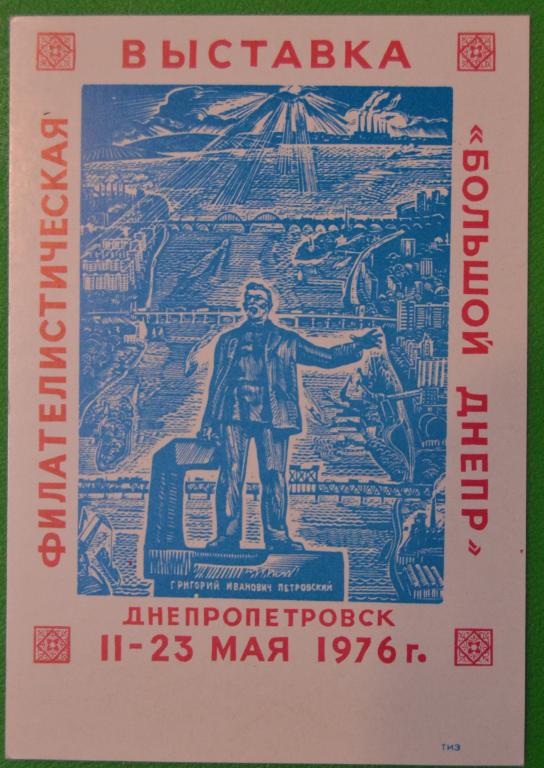 ВЫСТАВКА
ФИЛАТЕЛИСТИЧЕСКАЯ
«БОЛЬШОЙ ДНЕПР»
ГРИГОРИЙ ИВАНОВИЧ ПЕТРОВСКИЙ
ДНЕПРОПЕТРОВСК
11-23 МАЯ 1976 г.
ТИЗ